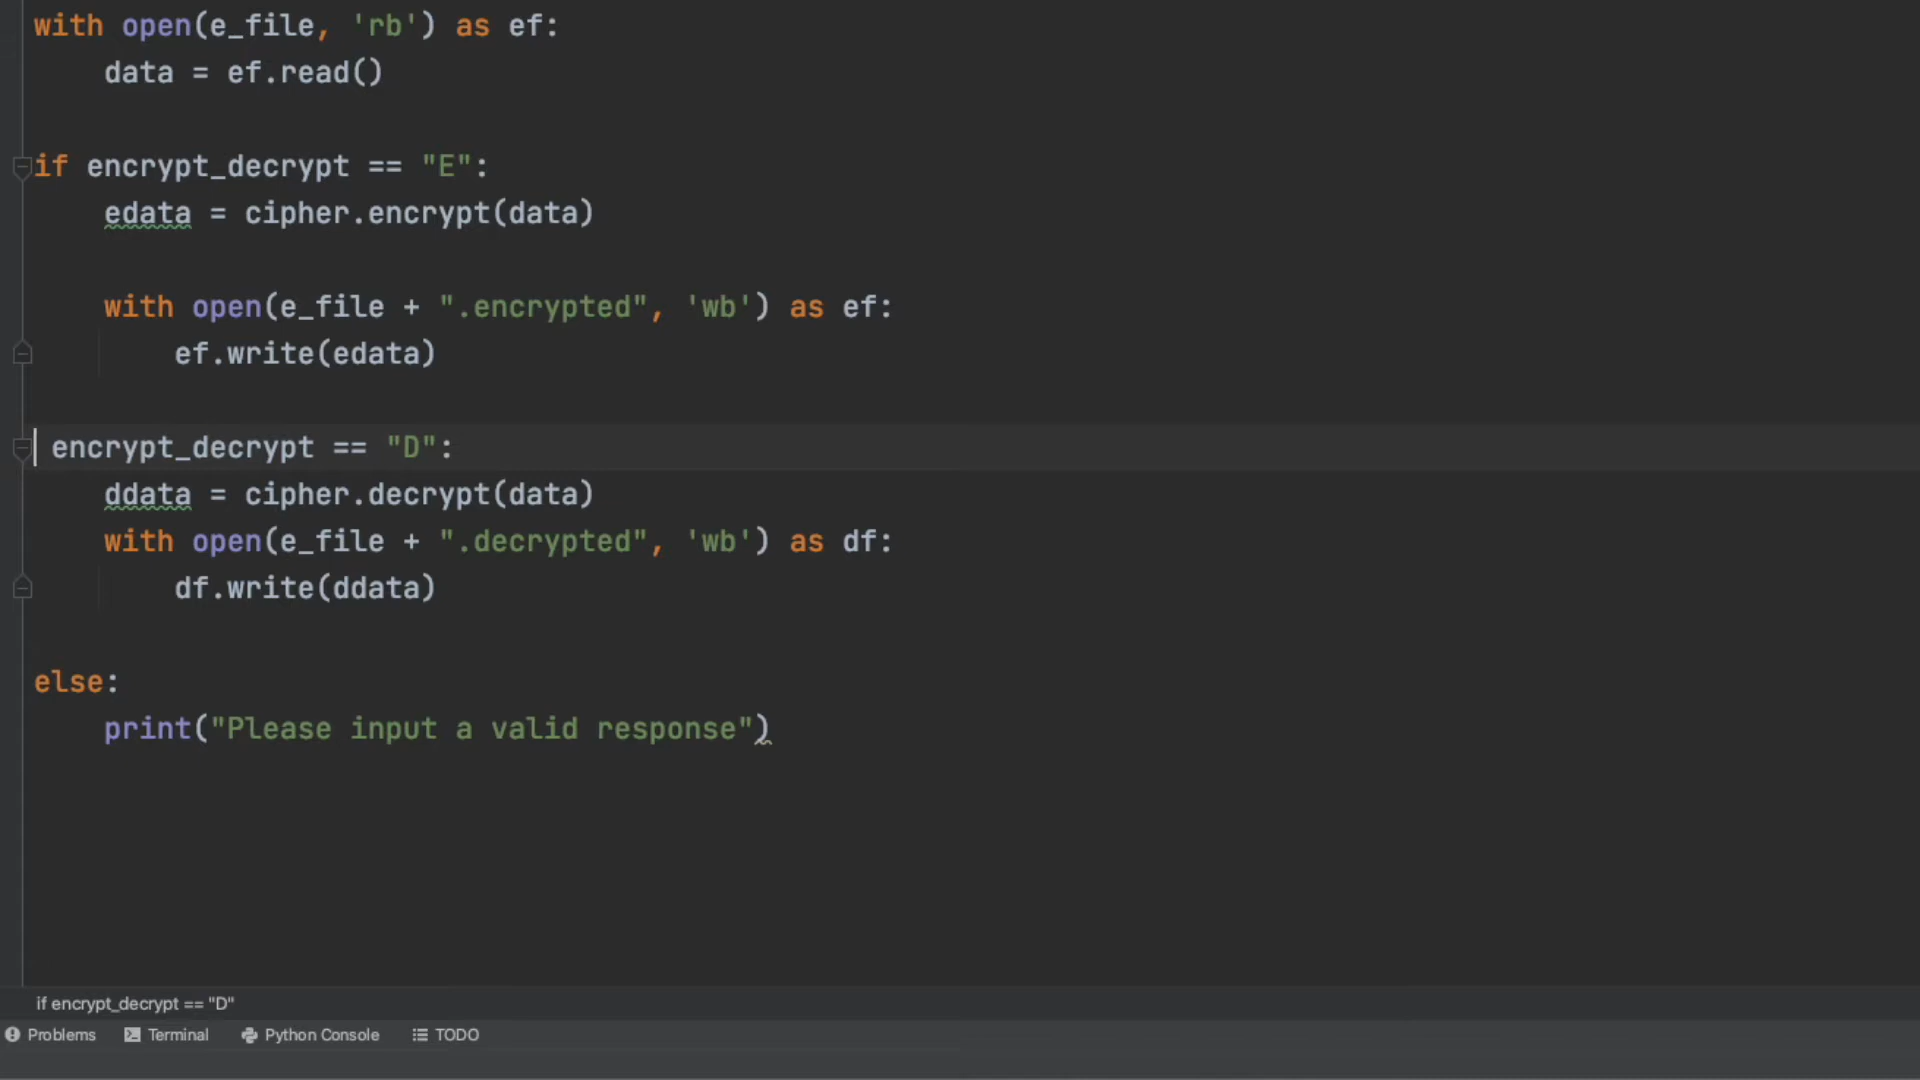 with open(e_file, 'rb') as ef:
    data = ef.read()
if encrypt_decrypt == "E":
    edata = cipher.encrypt(data)
    with open(e_file + ".encrypted", 'wb') as ef:
        ef.write(edata)
 encrypt_decrypt == "D":
    ddata = cipher.decrypt(data)
    with open(e_file + ".decrypted", 'wb') as df:
        df.write(ddata)
else:
    print("Please input a valid response")
if encrypt_decrypt == "D"
Problems Terminal Python Console TODO